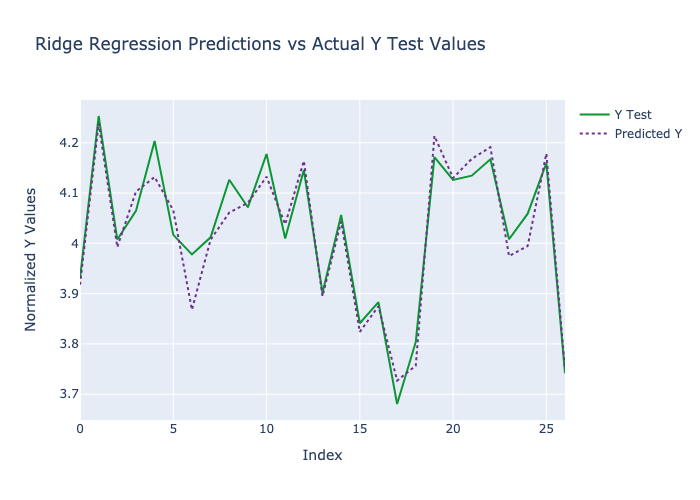 Ridge Regression Predictions vs Actual Y Test Values
Y Test
Predicted Y
4.2
4.1
4
3.9
3.8
3.7
Normalized Y Values
0
5
10
15
20
25
Index